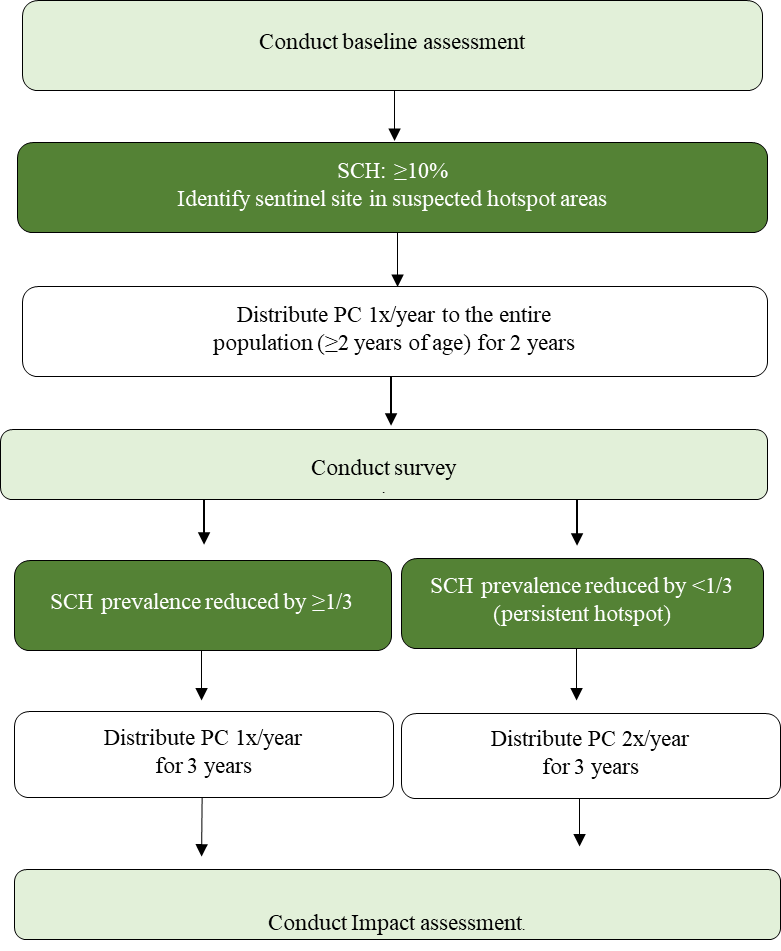 Conduct baseline assessment
SCH: ≥10%
Identify sentinel site in suspected hotspot areas
Distribute PC 1x/year to the entire
population (≥2 years of age) for 2 years
Conduct survey
.
SCH prevalence reduced by ≥1/3
SCH prevalence reduced by <1/3
(persistent hotspot)
Distribute PC 1x/year
for 3 years
Distribute PC 2x/year
for 3 years
Conduct Impact assessment.